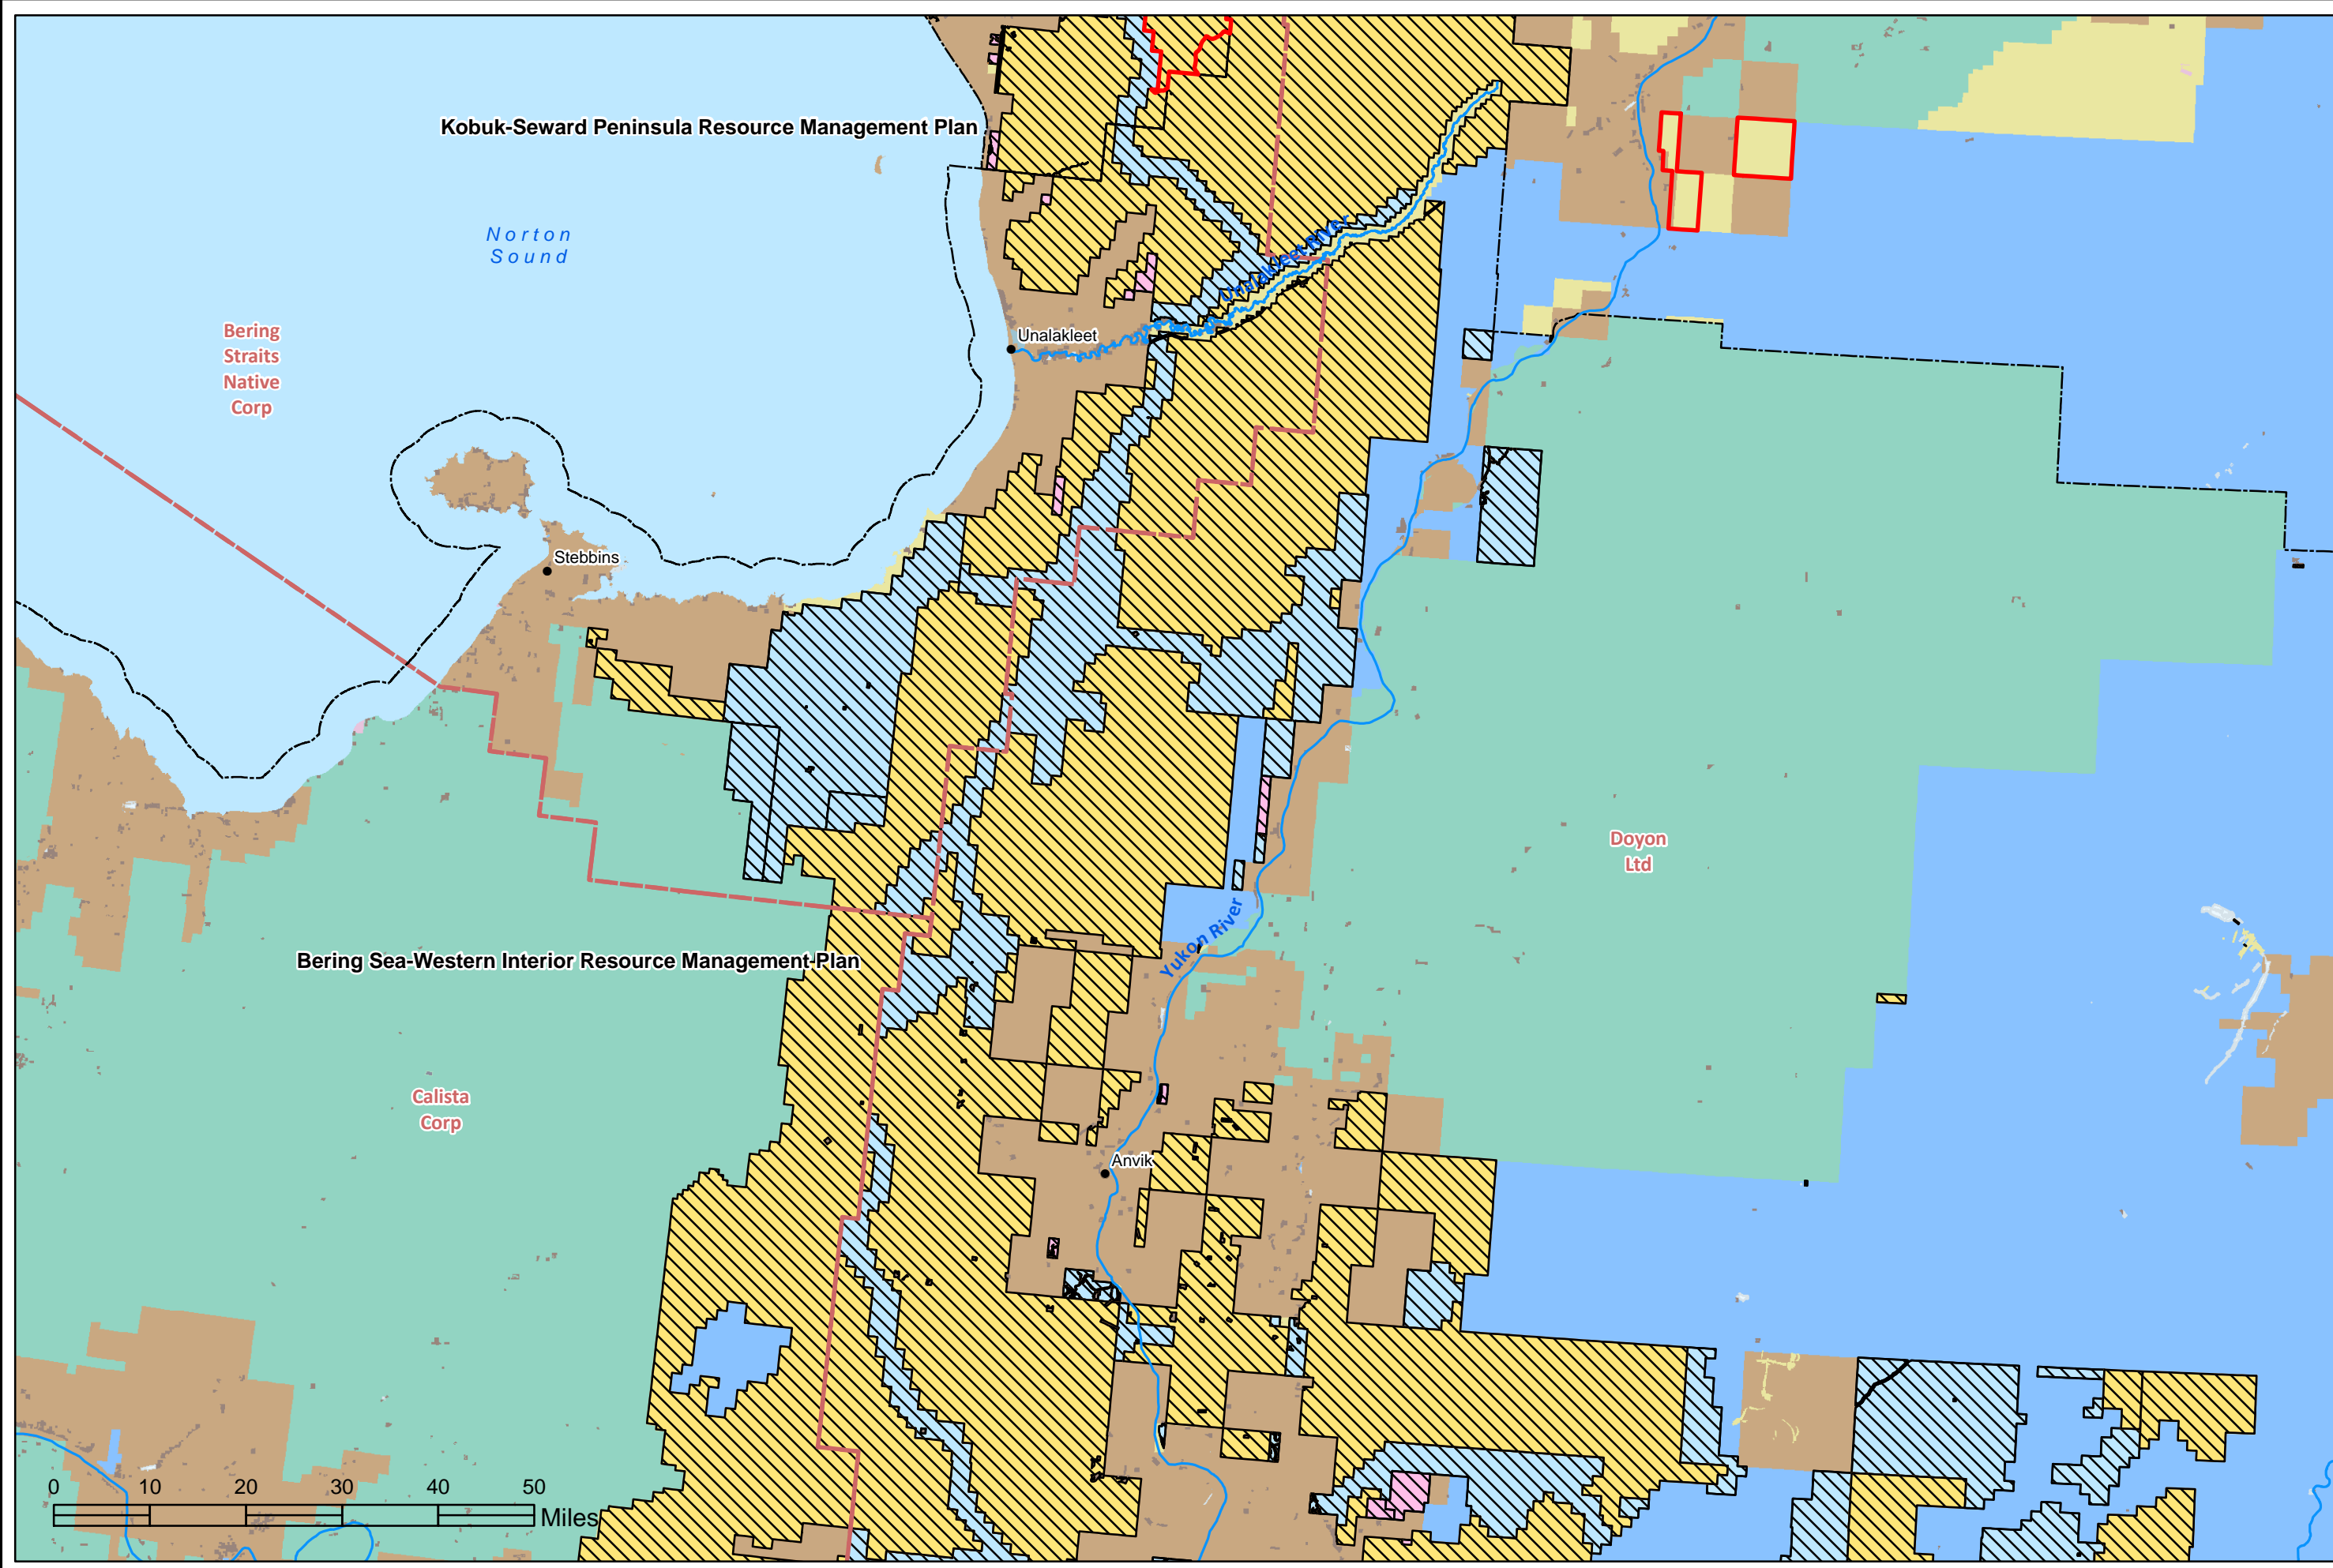 Kobuk-Seward Peninsula Resource Management Plan
Norton
Sound
Unalakleet River
Bering
Straits
Native
Corp
Unalakleet
Stebbins
Doyon
Ltd
Yukon River
Bering Sea-Western Interior Resource Management Plan
Calista
Corp
Anvik
0 10 20 30 40 50
Miles